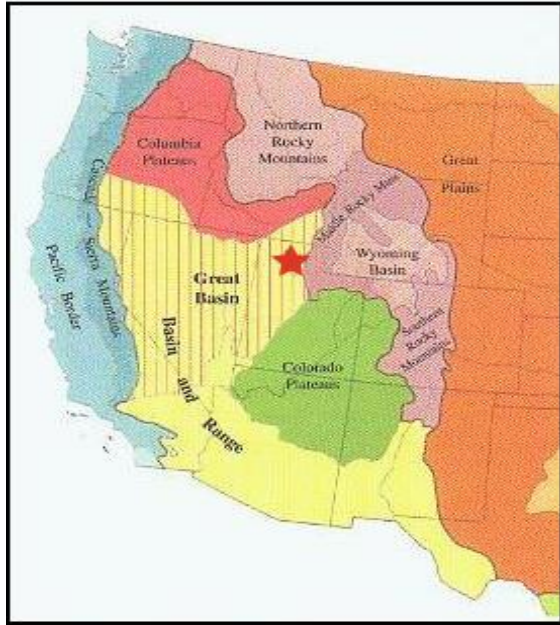 Northern
Rocky
Mountains
Columbia
Plateaus
Great
Plains
Middle Rocky Mtns
Cascade – Sierra Mountains
Wyoming
Basin
Great
Basin
Pacific Border
Basin and Range
Southern
Rocky
Mountains
Colorado
Plateaus